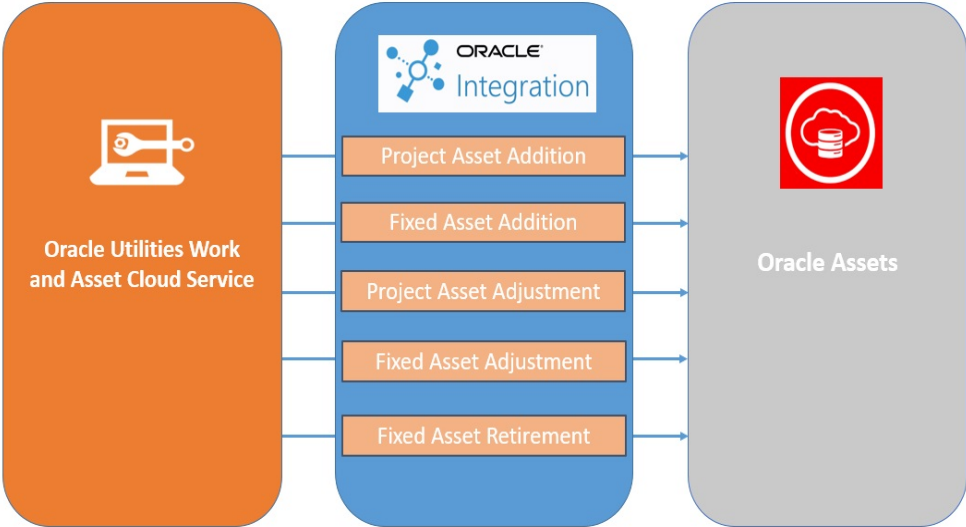 ORACLE
Integration
Project Asset Addition
Fixed Asset Addition
Oracle Utilities Work
and Asset Cloud Service
Project Asset Adjustment
Fixed Asset Adjustment
Fixed Asset Retirement
Oracle Assets